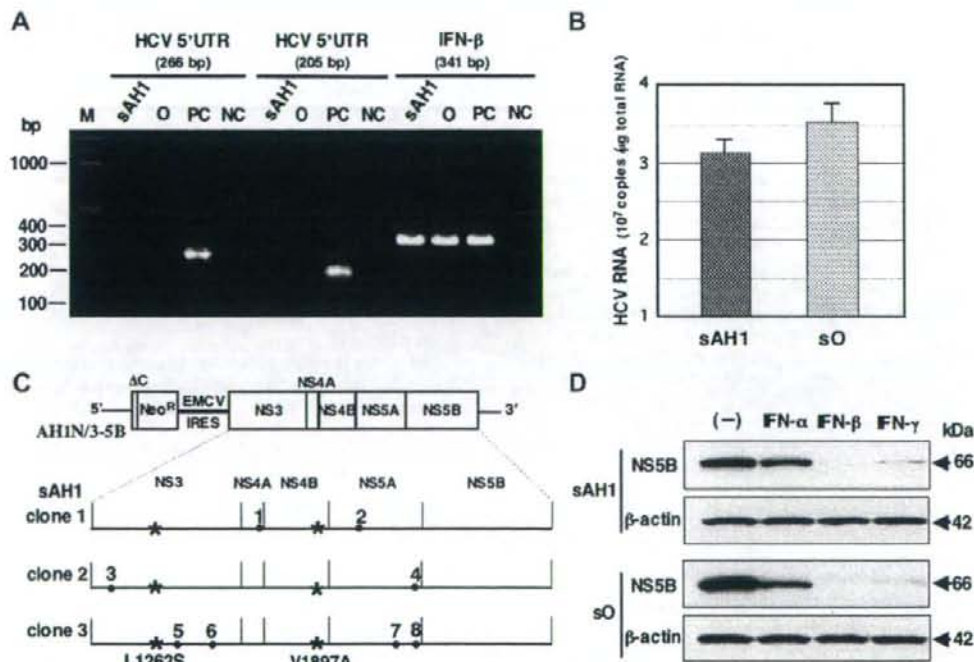 A
HCV 5'UTR HCV 5'UTR IFN-β
(266 bp) (205 bp) (341 bp)
bp M sAH1 O PC NC sAH1 O PC NC sAH1 O PC NC
1000
400
300
200
100
B
HCV RNA (10⁷ copies /μg total RNA)
4
3
2
1
sAH1 sO
C
5' ΔC NeoR EMCV IRES NS3 NS4A NS4B NS5A NS5B 3'
AH1N/3-5B
sAH1 NS3 NS4A NS4B NS5A NS5B
clone 1 * 1 * 2
clone 2 3 * * 4
clone 3 * 5 6 * 7 8
L1262S V1897A
D
(–) IFN-α IFN-β IFN-γ kDa
sAH1 NS5B 66
β-actin 42
sO NS5B 66
β-actin 42